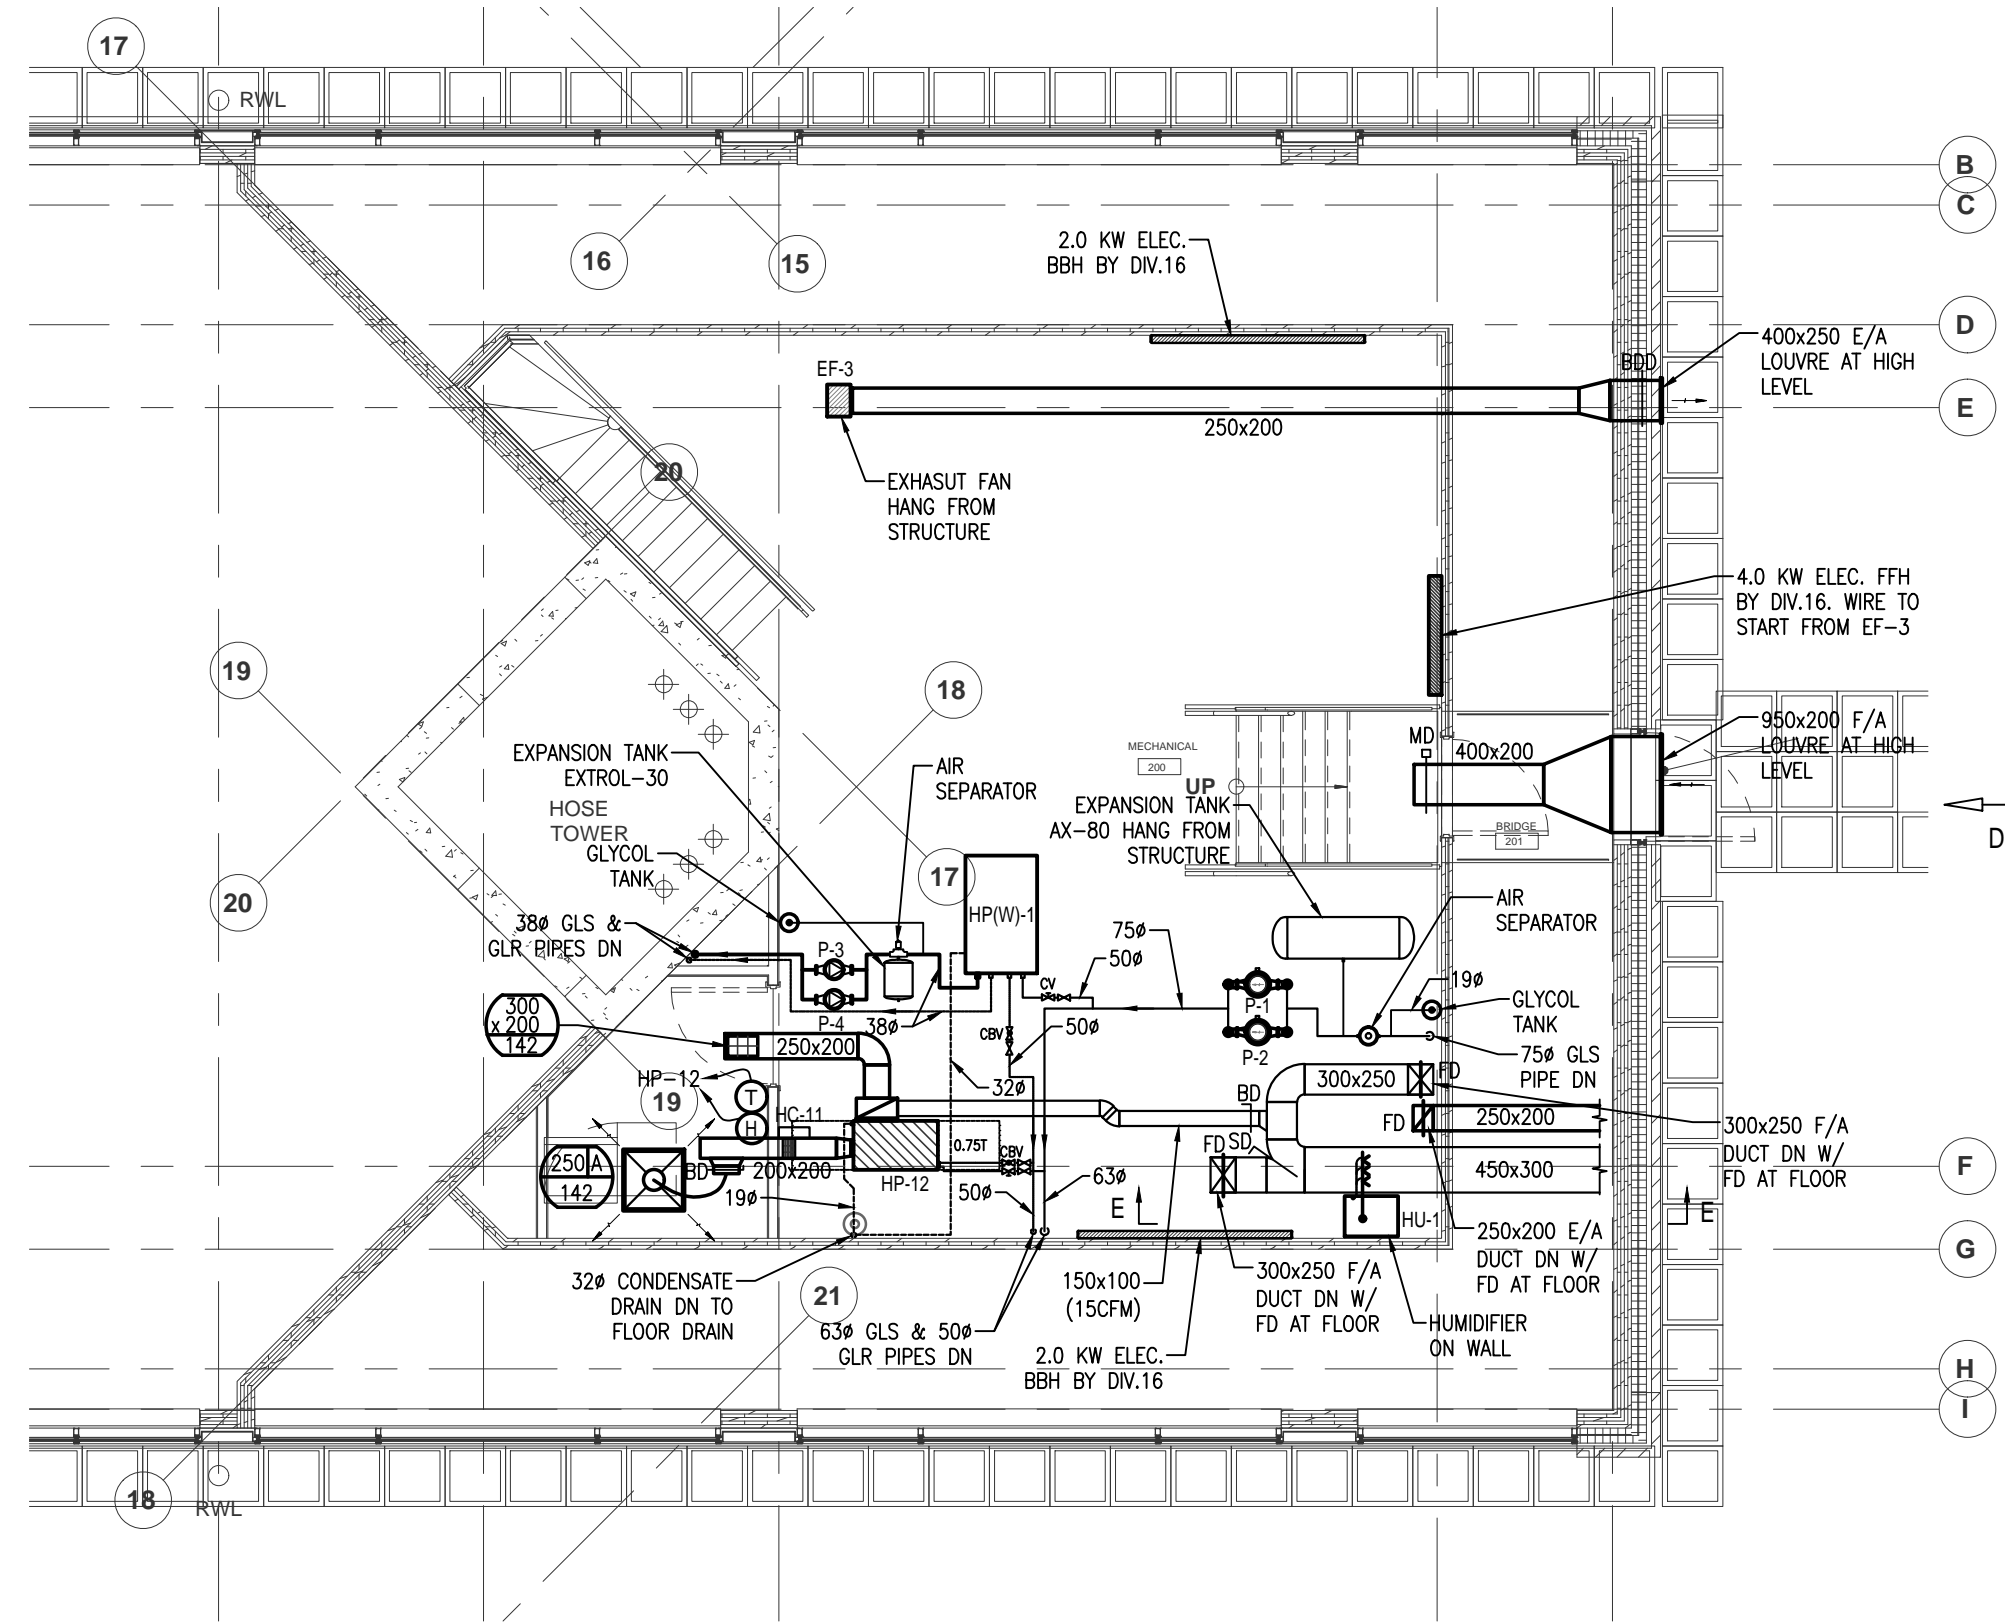 17
RWL
B
C
16
15
2.0 KW ELEC.
BBH BY DIV.16
D
400x250 E/A
LOUVRE AT HIGH
LEVEL
BDD
EF-3
E
250x200
20
EXHASUT FAN
HANG FROM
STRUCTURE
4.0 KW ELEC. FFH
BY DIV.16. WIRE TO
START FROM EF-3
19
18
950x200 F/A
LOUVRE AT HIGH
LEVEL
MD
400x200
MECHANICAL
200
UP
EXPANSION TANK
EXTROL-30
AIR
SEPARATOR
HOSE
TOWER
EXPANSION TANK
AX-80 HANG FROM
STRUCTURE
BRIDGE
201
D
GLYCOL
TANK
20
17
HP(W)-1
AIR
SEPARATOR
38ø GLS &
GLR PIPES DN
P-3
P-4
75ø
50ø
CV
19ø
GLYCOL
TANK
P-1
P-2
300
x 200
142
38ø
CBV
50ø
75ø GLS
PIPE DN
250x200
HP-12
19
T
H
HC-11
32ø
BD
300x250
FD
250x200
FD
300x250 F/A
DUCT DN W/
FD AT FLOOR
0.75T
CBV
FD
SD
250
A
142
BD
200x200
HP-12
450x300
F
19ø
50ø
63ø
E
HU-1
E
250x200 E/A
DUCT DN W/
FD AT FLOOR
G
32ø CONDENSATE
DRAIN DN TO
FLOOR DRAIN
21
150x100
(15CFM)
300x250 F/A
DUCT DN W/
FD AT FLOOR
HUMIDIFIER
ON WALL
63ø GLS & 50ø
GLR PIPES DN
2.0 KW ELEC.
BBH BY DIV.16
H
I
18
RWL